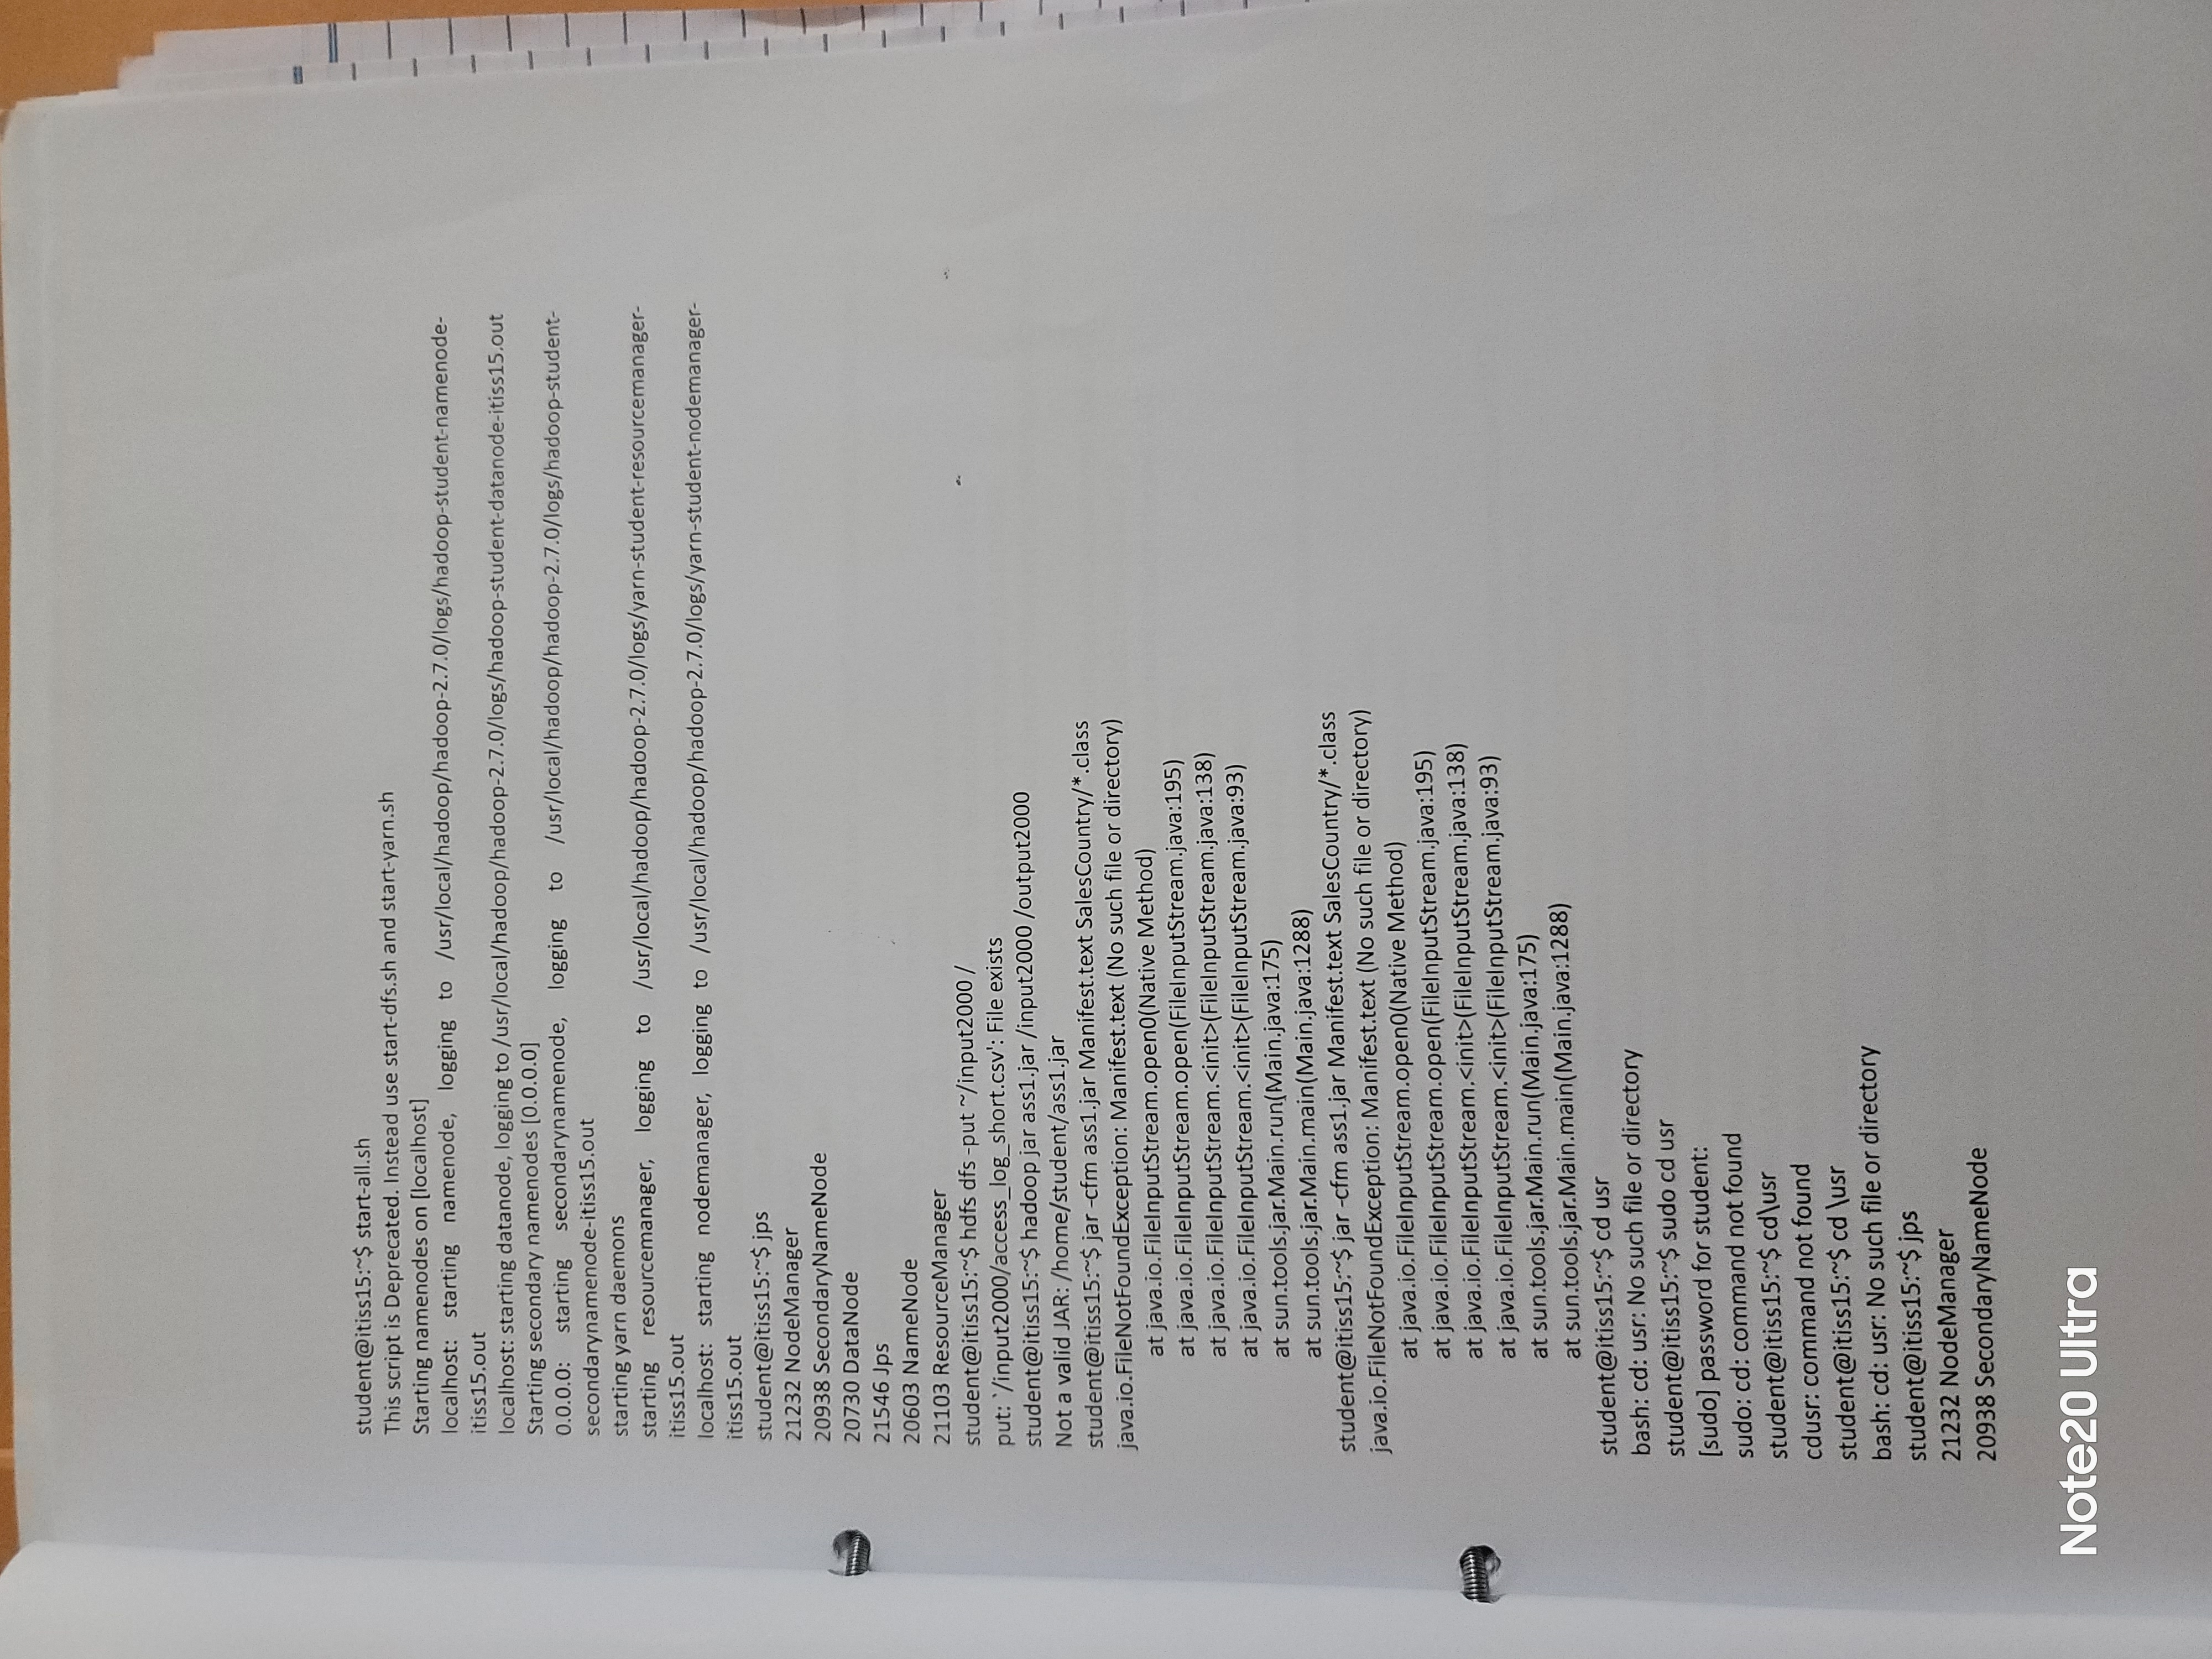 student@itiss15:~$ start-all.sh
This script is Deprecated. Instead use start-dfs.sh and start-yarn.sh
Starting namenodes on [localhost]
localhost: starting namenode, logging to /usr/local/hadoop/hadoop-2.7.0/logs/hadoop-student-namenode-
itiss15.out
localhost: starting datanode, logging to /usr/local/hadoop/hadoop-2.7.0/logs/hadoop-student-datanode-itiss15.out
Starting secondary namenodes [0.0.0.0]
0.0.0.0: starting secondarynamenode, logging to /usr/local/hadoop/hadoop-2.7.0/logs/hadoop-student-
secondarynamenode-itiss15.out
starting yarn daemons
starting resourcemanager, logging to /usr/local/hadoop/hadoop-2.7.0/logs/yarn-student-resourcemanager-
itiss15.out
localhost: starting nodemanager, logging to /usr/local/hadoop/hadoop-2.7.0/logs/yarn-student-nodemanager-
itiss15.out
student@itiss15:~$ jps
21232 NodeManager
20938 SecondaryNameNode
20730 DataNode
21546 Jps
20603 NameNode
21103 ResourceManager
student@itiss15:~$ hdfs dfs -put ~/input2000 /
put: `/input2000/access_log_short.csv': File exists
student@itiss15:~$ hadoop jar ass1.jar /input2000 /output2000
Not a valid JAR: /home/student/ass1.jar
student@itiss15:~$ jar -cfm ass1.jar Manifest.text SalesCountry/*.class
java.io.FileNotFoundException: Manifest.text (No such file or directory)
at java.io.FileInputStream.open0(Native Method)
at java.io.FileInputStream.open(FileInputStream.java:195)
at java.io.FileInputStream.<init>(FileInputStream.java:138)
at java.io.FileInputStream.<init>(FileInputStream.java:93)
at sun.tools.jar.Main.run(Main.java:175)
at sun.tools.jar.Main.main(Main.java:1288)
student@itiss15:~$ jar -cfm ass1.jar Manifest.text SalesCountry/*.class
java.io.FileNotFoundException: Manifest.text (No such file or directory)
at java.io.FileInputStream.open0(Native Method)
at java.io.FileInputStream.open(FileInputStream.java:195)
at java.io.FileInputStream.<init>(FileInputStream.java:138)
at java.io.FileInputStream.<init>(FileInputStream.java:93)
at sun.tools.jar.Main.run(Main.java:175)
at sun.tools.jar.Main.main(Main.java:1288)
student@itiss15:~$ cd usr
bash: cd: usr: No such file or directory
student@itiss15:~$ sudo cd usr
[sudo] password for student:
sudo: cd: command not found
student@itiss15:~$ cd\usr
cdusr: command not found
student@itiss15:~$ cd \usr
bash: cd: usr: No such file or directory
student@itiss15:~$ jps
21232 NodeManager
20938 SecondaryNameNode
Note20 Ultra